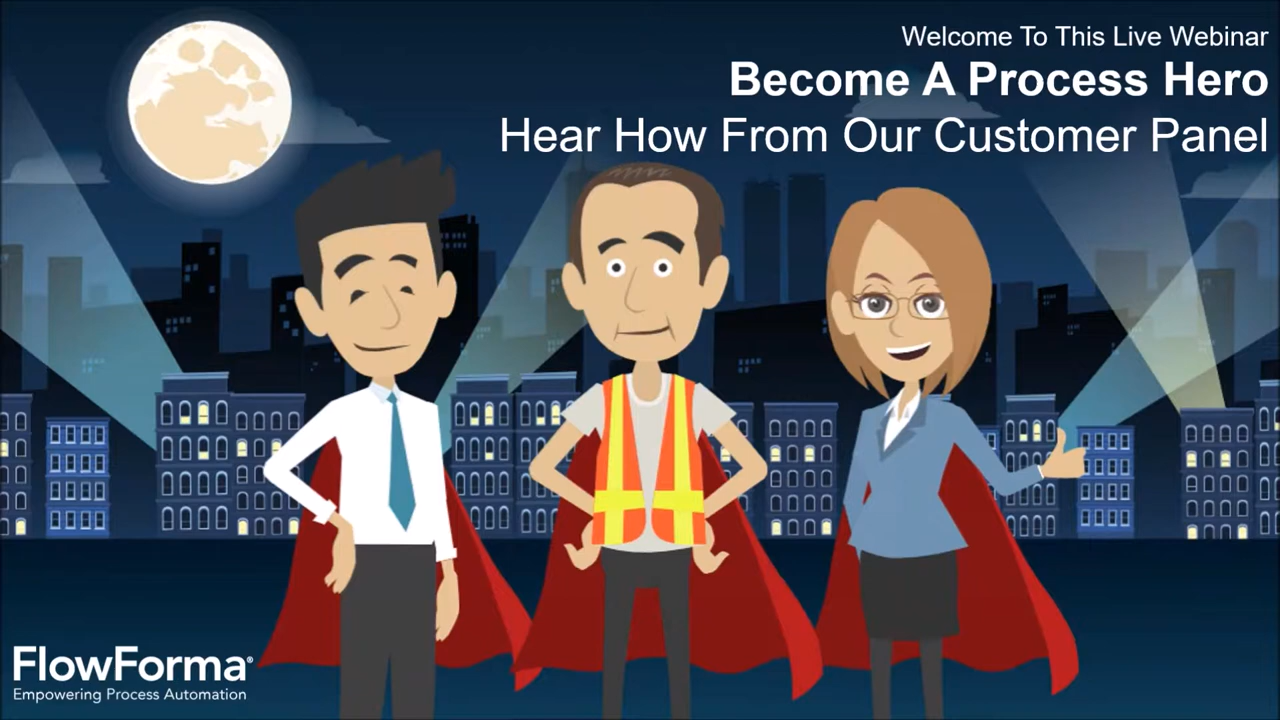 Welcome To This Live Webinar
Become A Process Hero
Hear How From Our Customer Panel
FlowForma®
Empowering Process Automation